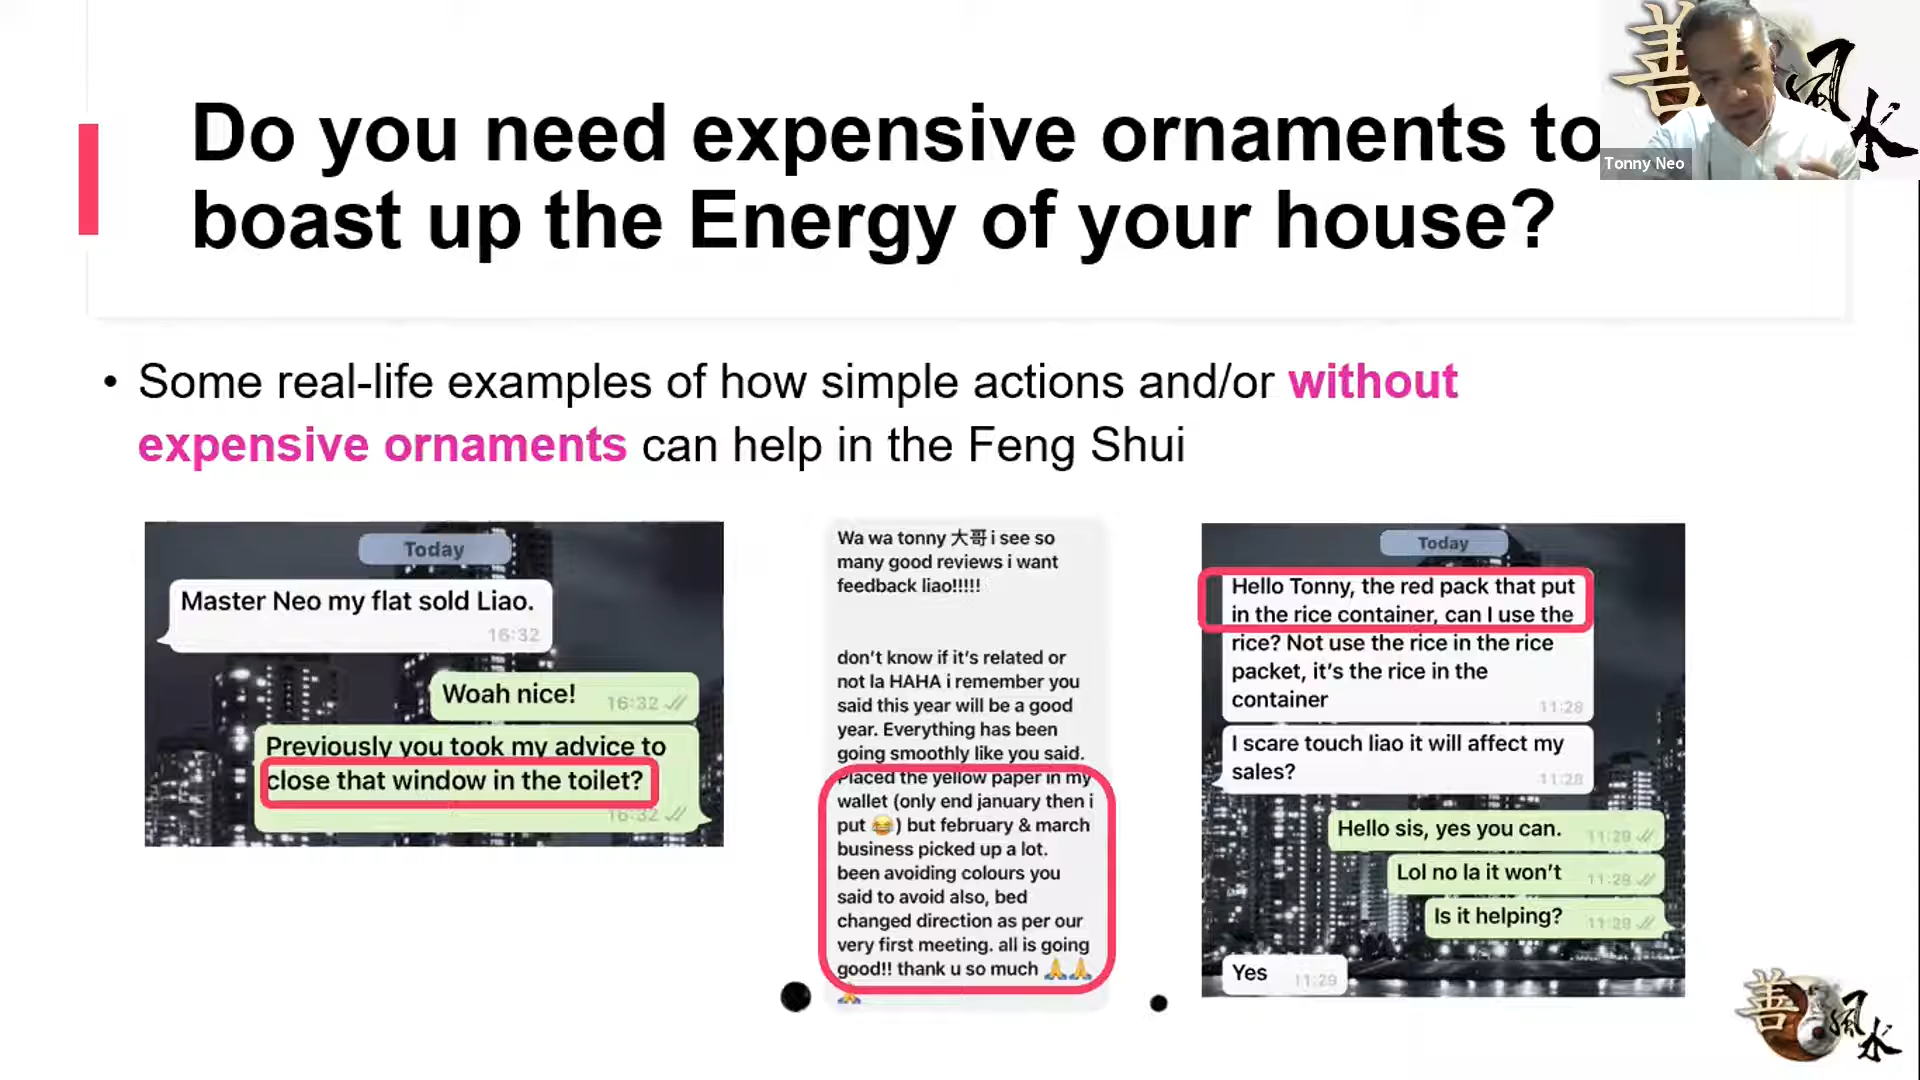 Do you need expensive ornaments to
boast up the Energy of your house?
善
風
水
Tonny Neo
• Some real-life examples of how simple actions and/or without
expensive ornaments can help in the Feng Shui
Today
Master Neo my flat sold Liao.
16:32
Woah nice!
16:32
Previously you took my advice to
close that window in the toilet?
16:32
Wa wa tonny 大哥 i see so
many good reviews i want
feedback liao!!!!!
don't know if it's related or
not la HAHA i remember you
said this year will be a good
year. Everything has been
going smoothly like you said.
Placed the yellow paper in my
wallet (only end january then i
put 😂) but february & march
business picked up a lot.
been avoiding colours you
said to avoid also, bed
changed direction as per our
very first meeting. all is going
good!! thank u so much 🙏🙏
🙏
Today
Hello Tonny, the red pack that put
in the rice container, can I use the
rice? Not use the rice in the rice
packet, it's the rice in the
container
11:28
I scare touch liao it will affect my
sales?
11:28
Hello sis, yes you can.
11:29
Lol no la it won't
11:29
Is it helping?
11:29
Yes
11:29
善
風
水